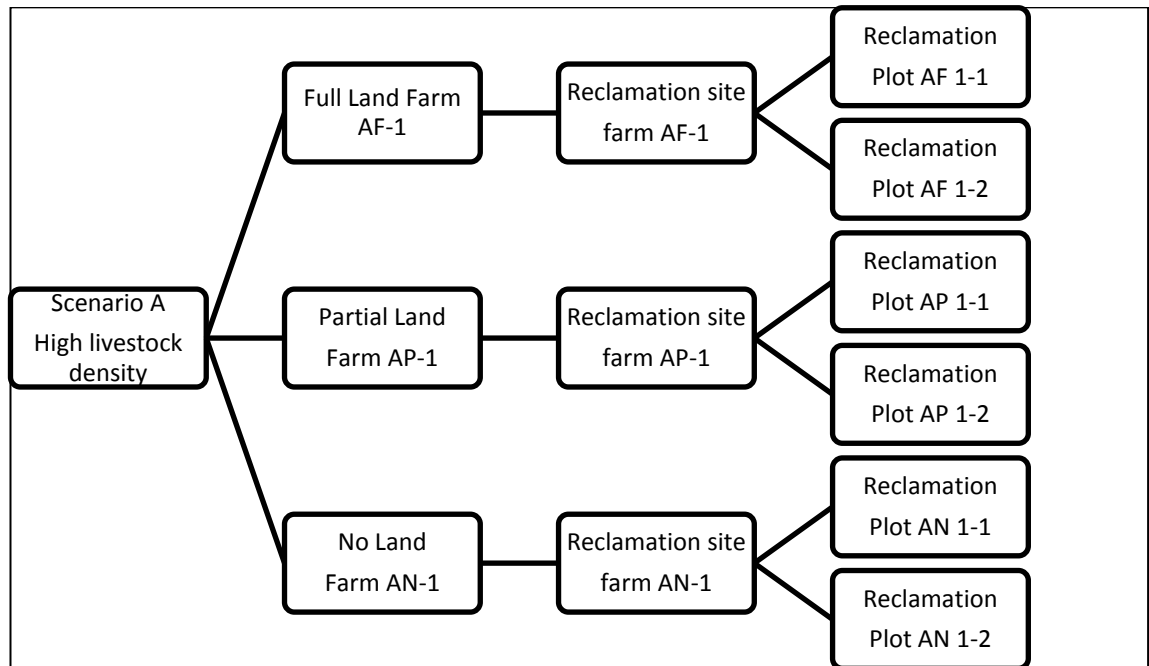 Scenario A
High livestock
density
Full Land Farm
AF-1
Reclamation site
farm AF-1
Reclamation
Plot AF 1-1
Reclamation
Plot AF 1-2
Partial Land
Farm AP-1
Reclamation site
farm AP-1
Reclamation
Plot AP 1-1
Reclamation
Plot AP 1-2
No Land
Farm AN-1
Reclamation site
farm AN-1
Reclamation
Plot AN 1-1
Reclamation
Plot AN 1-2